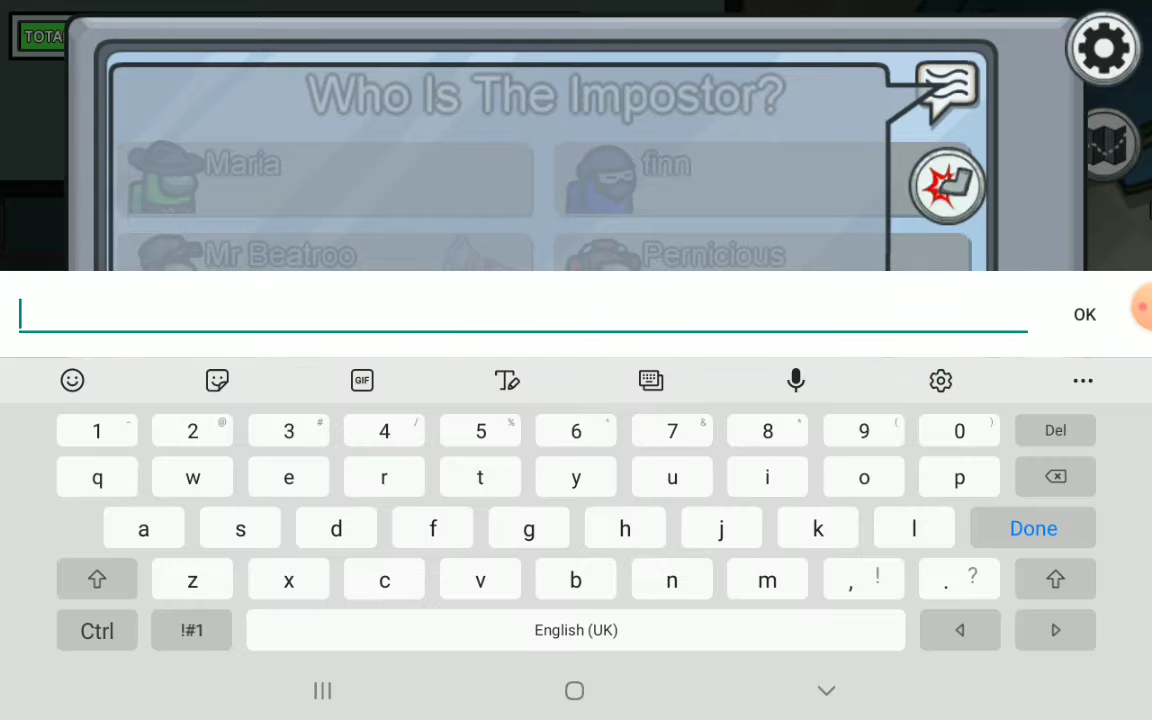 TOTA
Who Is The Impostor?
Maria finn
Mr Beatroo Pernicious
OK
GIF T
1 - 2 @ 3 # 4 / 5 % 6 ^ 7 & 8 * 9 ( 0 ) Del
q w e r t y u i o p
a s d f g h j k l Done
z x c v b n m , ! . ?
Ctrl !#1 English (UK)